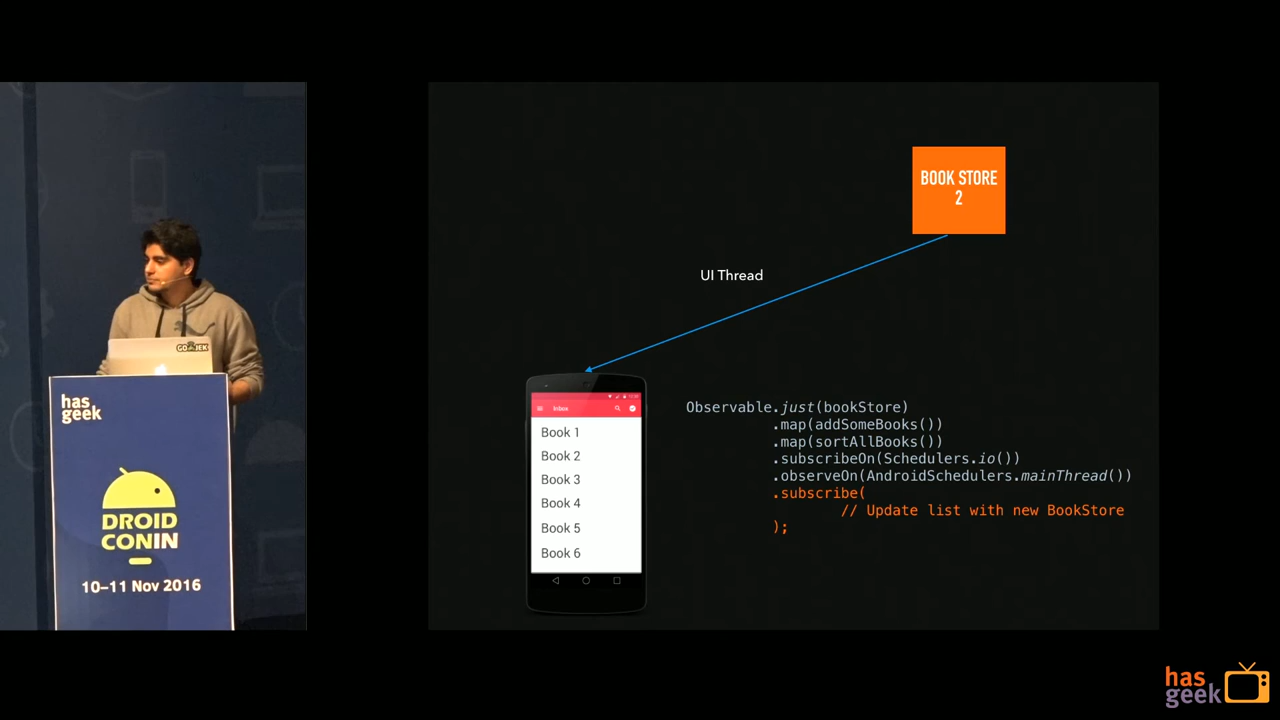 GO JEK
has
geek
DROID
CONIN
10–11 Nov 2016
BOOK STORE
2
UI Thread
Inbox
Book 1
Book 2
Book 3
Book 4
Book 5
Book 6
Observable.just(bookStore)
.map(addSomeBooks())
.map(sortAllBooks())
.subscribeOn(Schedulers.io())
.observeOn(AndroidSchedulers.mainThread())
.subscribe(
// Update list with new BookStore
);
has
geek